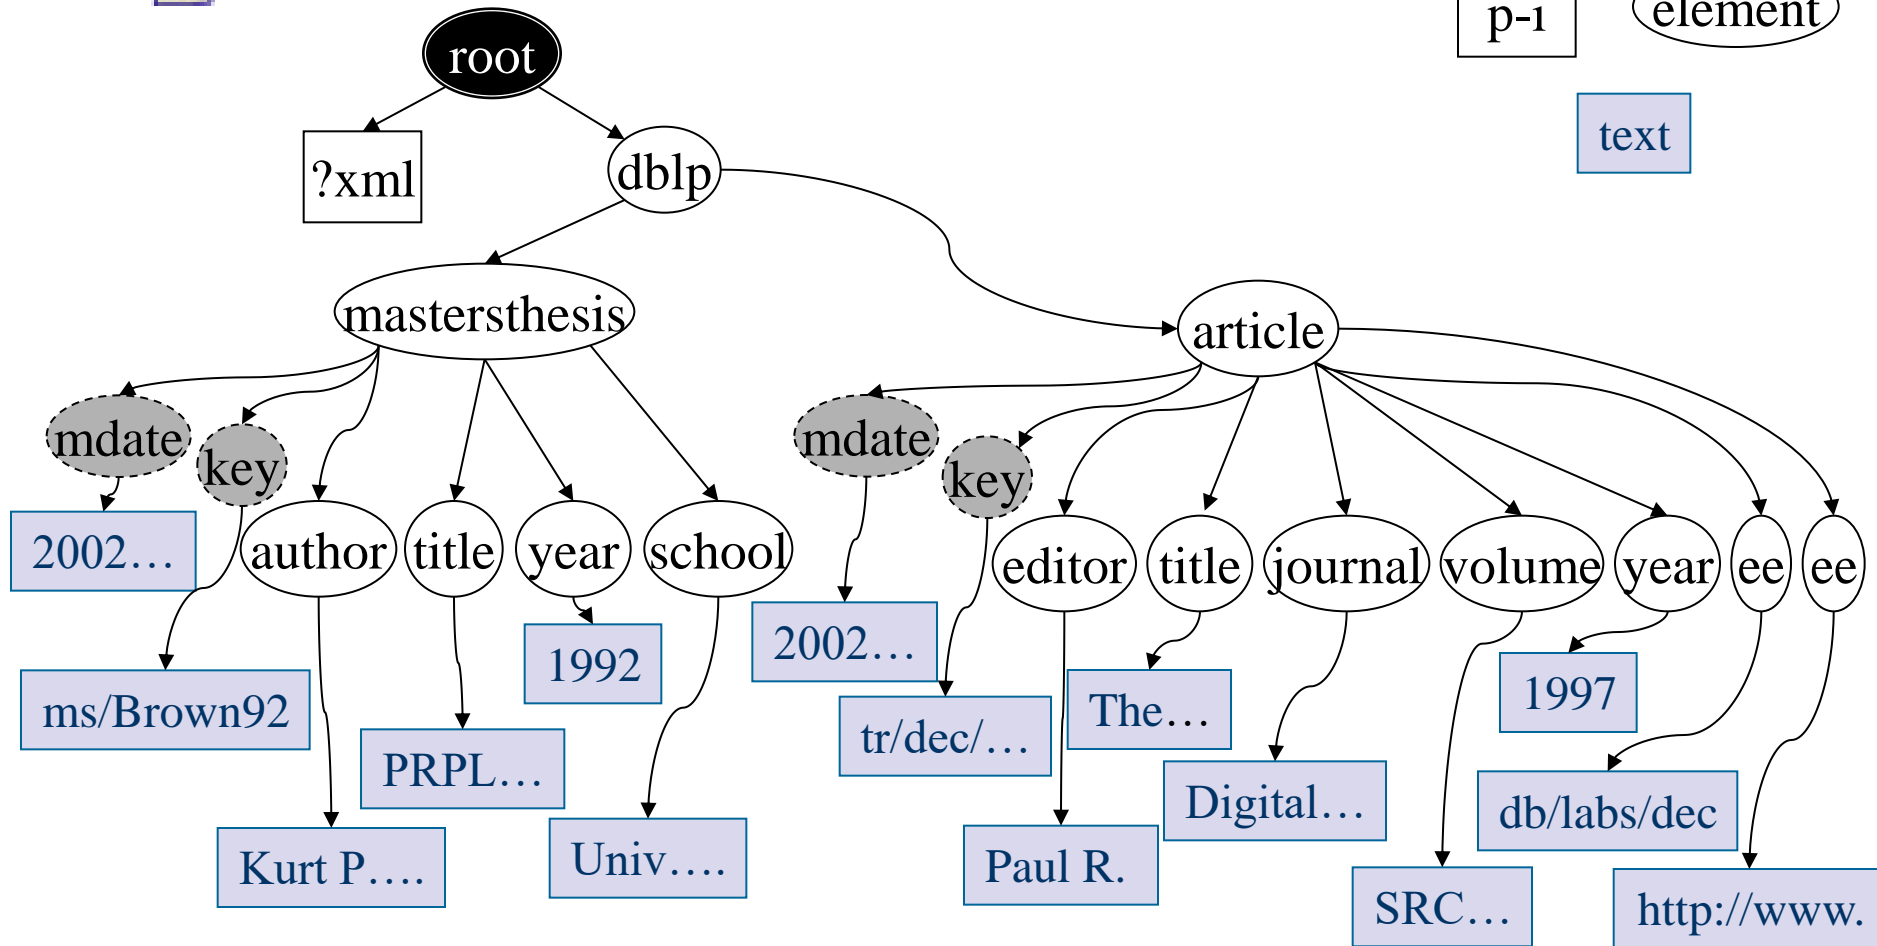 root
p-i
element
text
?xml
dblp
mastersthesis
article
mdate
key
author
title
year
school
mdate
key
editor
title
journal
volume
year
ee
ee
2002…
ms/Brown92
Kurt P….
PRPL…
1992
Univ….
2002…
tr/dec/…
Paul R.
The…
Digital…
SRC…
1997
db/labs/dec
http://www.